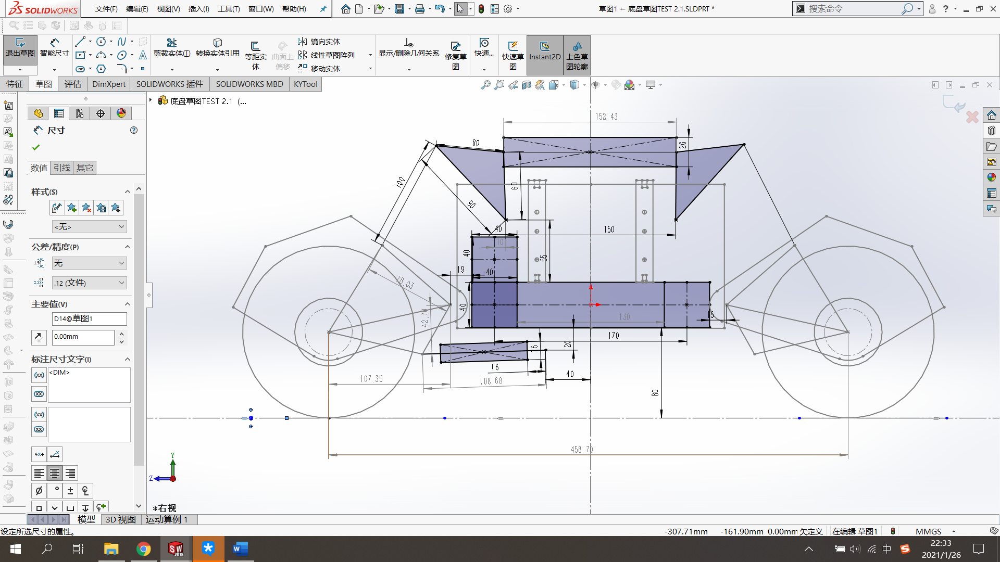 SOLIDWORKS 文件(F) 编辑(E) 视图(V) 插入(I) 工具(T) 窗口(W) 帮助(H) 草图1 ← 底盘草图TEST 2.1.SLDPRT * 搜索命令
退出草图 智能尺寸 剪裁实体(T) 转换实体引用 等距实体 曲面上偏移 镜向实体 显示/删除几何关系 修复草图 快速... 快速草图 Instant2D 上色草图轮廓
线性草图阵列
移动实体
特征 草图 评估 DimXpert SOLIDWORKS 插件 SOLIDWORKS MBD KYTool
底盘草图TEST 2.1 (...
尺寸
数值 引线 其它
样式(S)
<无>
公差/精度(P)
无
.12 (文件)
主要值(V)
D14@草图1
0.00mm
标注尺寸文字(I)
<DIM>
152.43
60
26
100
60
90
40
150
10
40
55
19
40
78.03
40
42.70
130
15
170
20
16
16
40
107.35
108.68
80
458.70
Y
Z
*右视
模型 3D 视图 运动算例 1
设定所选尺寸的属性。 -307.71mm -161.90mm 0.00mm 欠定义 在编辑 草图1 MMGS
SW 2018
中
22:33
2021/1/26